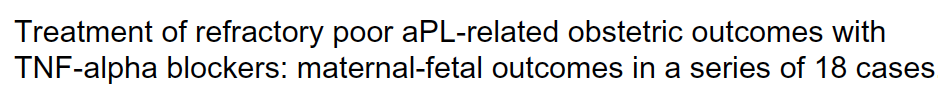 Treatment of refractory poor aPL-related obstetric outcomes with
TNF-alpha blockers: maternal-fetal outcomes in a series of 18 cases